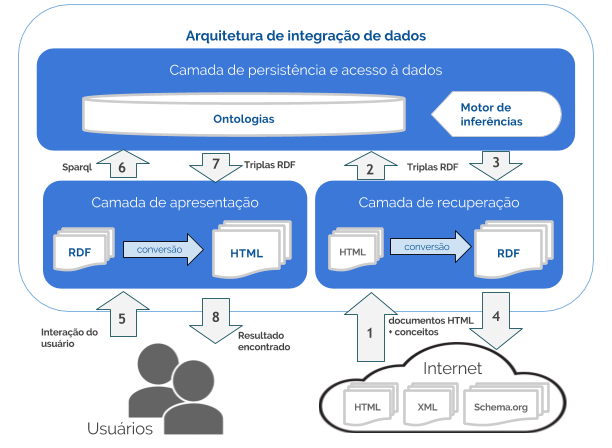 Arquitetura de integração de dados
Camada de persistência e acesso à dados
Ontologias
Motor de
inferências
Sparql
6
7
Triplas RDF
2
Triplas RDF
3
Camada de apresentação
RDF
conversão
HTML
Camada de recuperação
HTML
conversão
RDF
Interação do
usuário
5
8
Resultado
encontrado
1
documentos HTML
+ conceitos
4
Usuários
Internet
HTML
XML
Schema.org